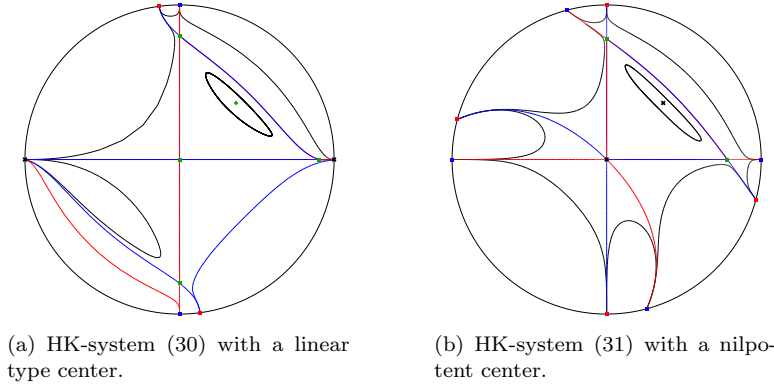 (a) HK-system (30) with a linear
type center.
(b) HK-system (31) with a nilpo-
tent center.